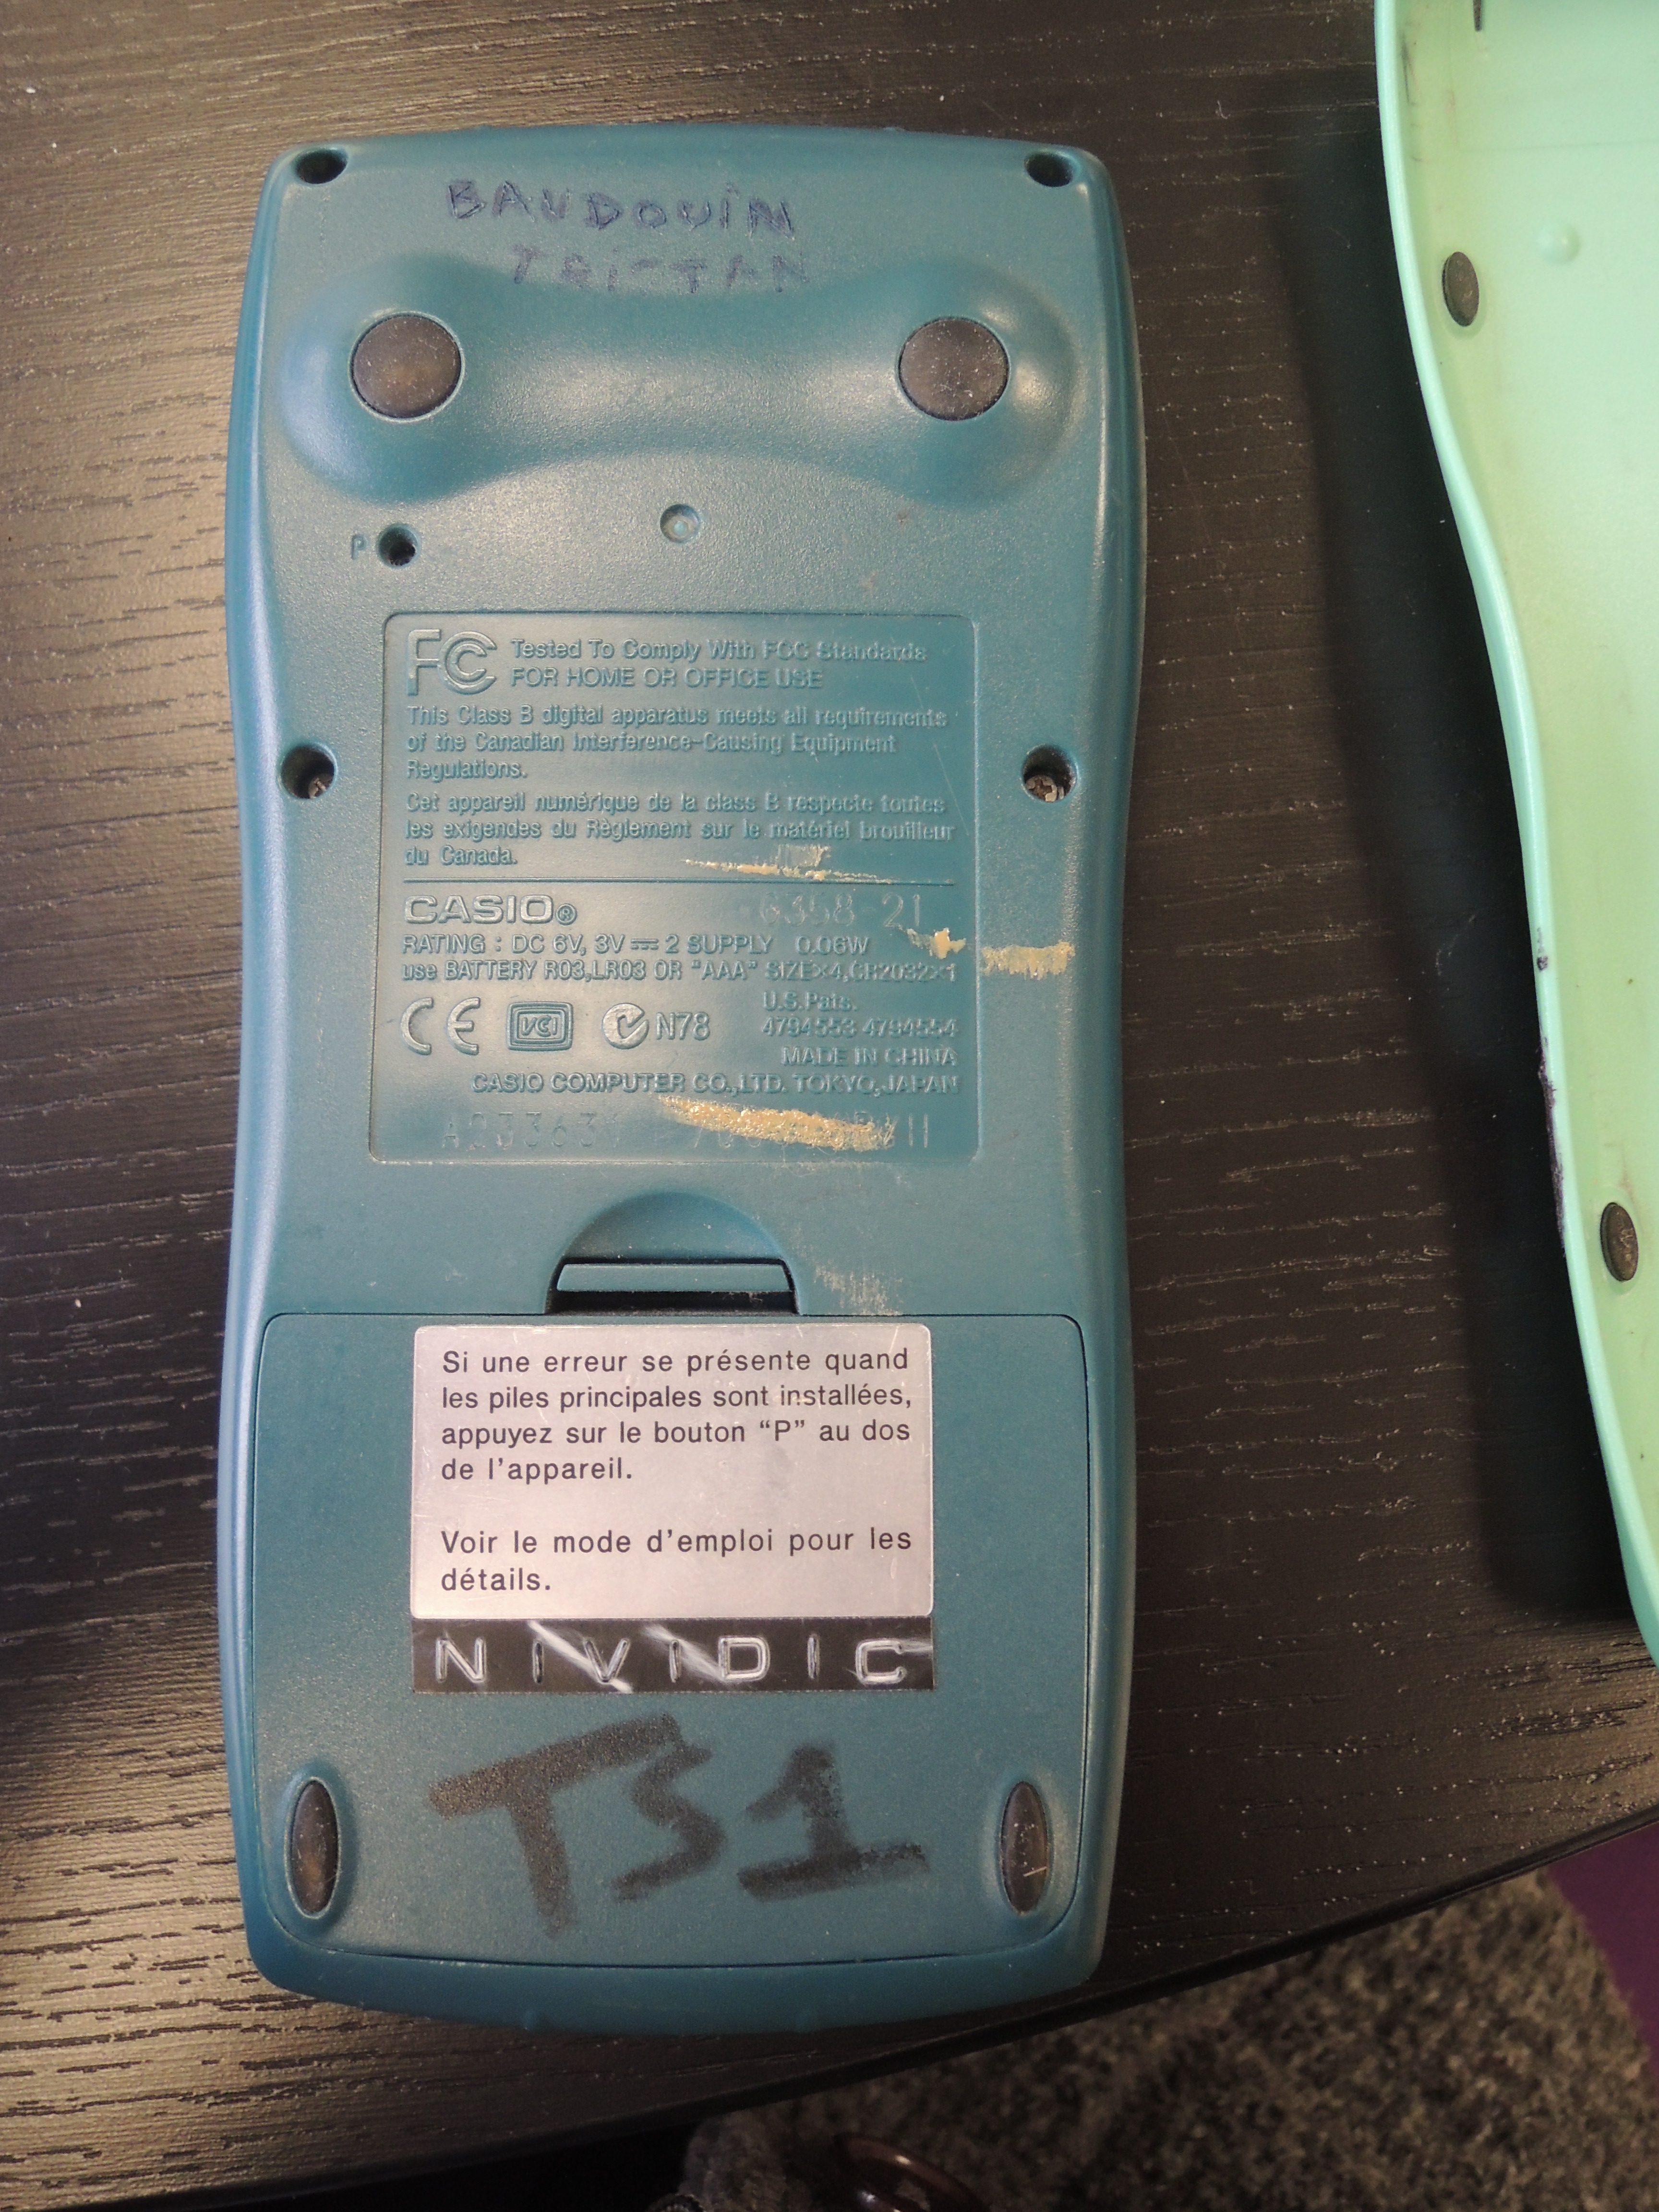 BAUDOUIN
TRISTAN
P
FC Tested To Comply With FCC Standards
FOR HOME OR OFFICE USE
This Class B digital apparatus meets all requirements
of the Canadian Interference-Causing Equipment
Regulations.
Cet appareil numérique de la class B respecte toutes
les exigendes du Règlement sur le matériel brouilleur
du Canada.
CASIO®
RATING : DC 6V, 3V ⎓ 2 SUPPLY 0.06W
use BATTERY R03,LR03 OR "AAA" SIZE×4,CR2032×1
CE VCI N78
U.S.Pats.
4794553 4794554
MADE IN CHINA
CASIO COMPUTER CO.,LTD. TOKYO,JAPAN
Si une erreur se présente quand
les piles principales sont installées,
appuyez sur le bouton “P” au dos
de l'appareil.
Voir le mode d'emploi pour les
détails.
NIVIDIC
TS1